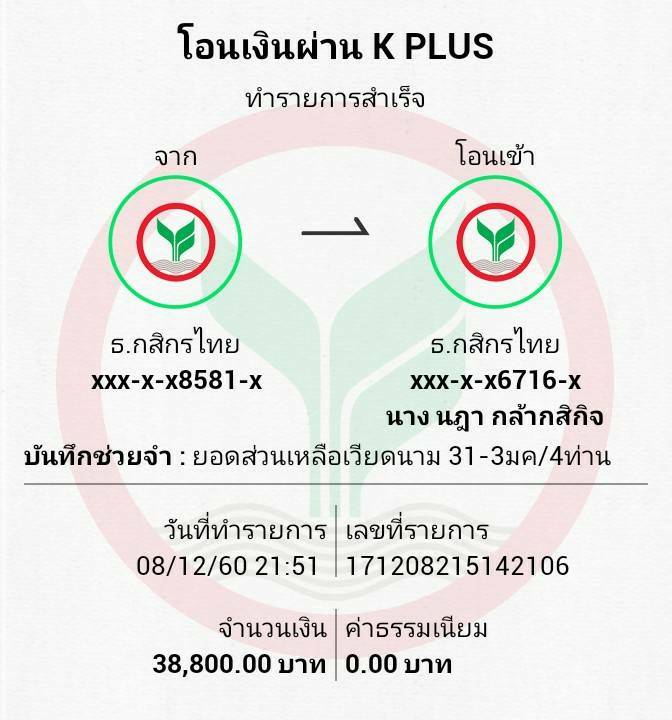 โอนเงินผ่าน K PLUS
ทำรายการสำเร็จ
จาก
โอนเข้า
ธ.กสิกรไทย
xxx-x-x8581-x
ธ.กสิกรไทย
xxx-x-x6716-x
นาง นฎา กล้ากสิกิจ
บันทึกช่วยจำ : ยอดส่วนเหลือเวียดนาม 31-3มค/4ท่าน
วันที่ทำรายการ
08/12/60 21:51
เลขที่รายการ
171208215142106
จำนวนเงิน
38,800.00 บาท
ค่าธรรมเนียม
0.00 บาท